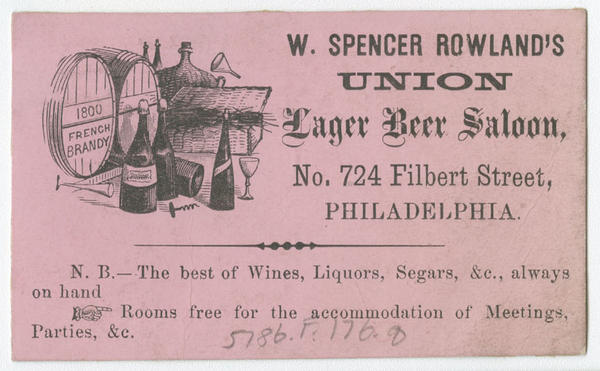 W. SPENCER ROWLAND'S
UNION
Lager Beer Saloon,
No. 724 Filbert Street,
PHILADELPHIA.
1800
FRENCH
BRANDY
N. B.—The best of Wines, Liquors, Segars, &c., always
on hand
Rooms free for the accommodation of Meetings,
Parties, &c.
5786.F.176.